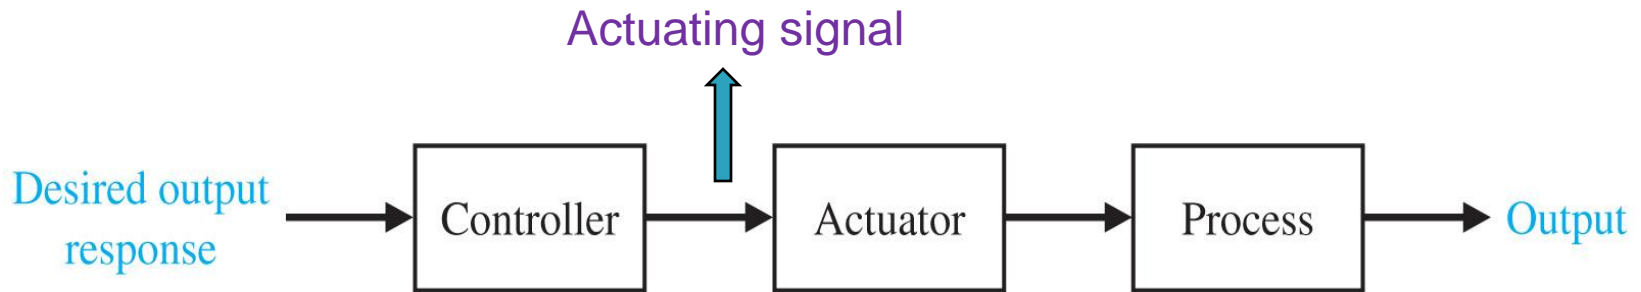 Actuating signal
Desired output
response
Controller
Actuator
Process
Output